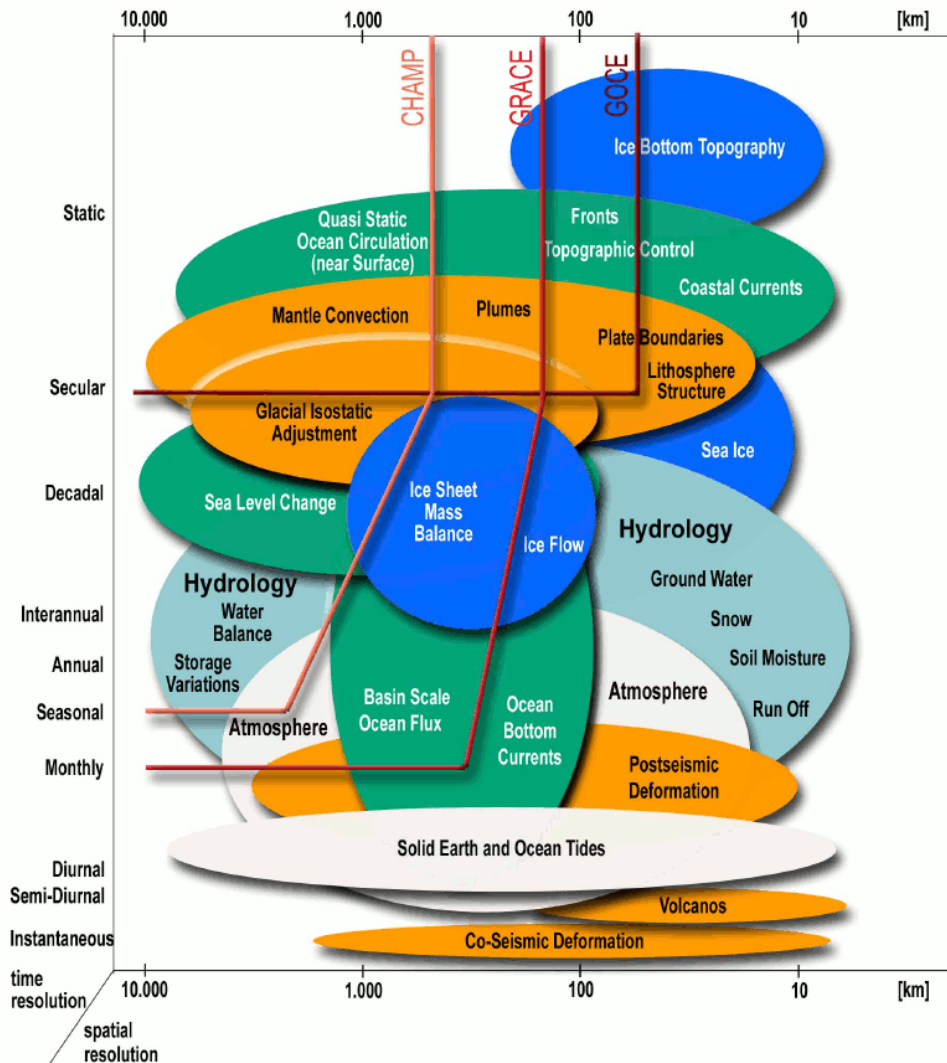 10.000
1.000
100
10
[km]
CHAMP
GRACE
GOCE
Ice Bottom Topography
Static
Quasi Static
Ocean Circulation
(near Surface)
Fronts
Topographic Control
Coastal Currents
Mantle Convection
Plumes
Plate Boundaries
Lithosphere
Structure
Secular
Glacial Isostatic
Adjustment
Sea Ice
Decadal
Sea Level Change
Ice Sheet
Mass
Balance
Ice Flow
Hydrology
Ground Water
Snow
Soil Moisture
Run Off
Hydrology
Water
Balance
Storage
Variations
Interannual
Annual
Seasonal
Monthly
Atmosphere
Basin Scale
Ocean Flux
Ocean
Bottom
Currents
Atmosphere
Postseismic
Deformation
Solid Earth and Ocean Tides
Diurnal
Semi-Diurnal
Volcanos
Instantaneous
Co-Seismic Deformation
time
resolution
10.000
1.000
100
10
[km]
spatial
resolution